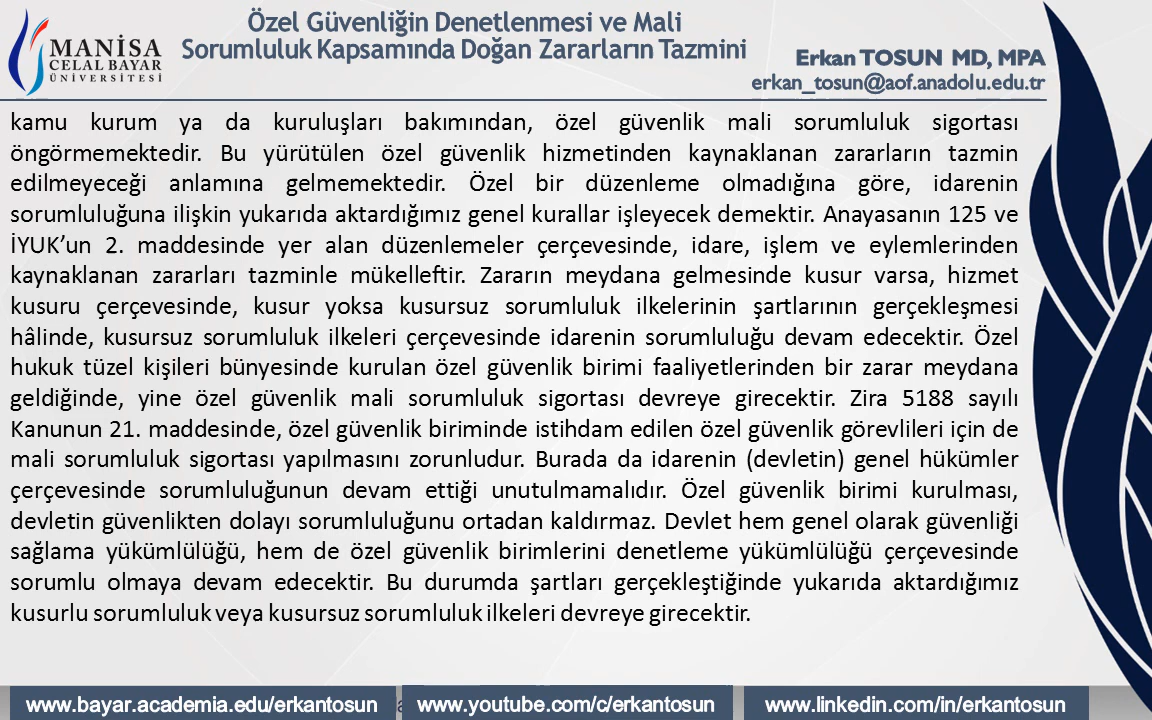 Özel Güvenliğin Denetlenmesi ve Mali
Sorumluluk Kapsamında Doğan Zararların Tazmini
MANİSA
CELAL BAYAR
ÜNİVERSİTESİ
Erkan TOSUN MD, MPA
erkan_tosun@aof.anadolu.edu.tr
kamu kurum ya da kuruluşları bakımından, özel güvenlik mali sorumluluk sigortası
öngörmemektedir. Bu yürütülen özel güvenlik hizmetinden kaynaklanan zararların tazmin
edilmeyeceği anlamına gelmemektedir. Özel bir düzenleme olmadığına göre, idarenin
sorumluluğuna ilişkin yukarıda aktardığımız genel kurallar işleyecek demektir. Anayasanın 125 ve
İYUK’un 2. maddesinde yer alan düzenlemeler çerçevesinde, idare, işlem ve eylemlerinden
kaynaklanan zararları tazminle mükelleftir. Zararın meydana gelmesinde kusur varsa, hizmet
kusuru çerçevesinde, kusur yoksa kusursuz sorumluluk ilkelerinin şartlarının gerçekleşmesi
hâlinde, kusursuz sorumluluk ilkeleri çerçevesinde idarenin sorumluluğu devam edecektir. Özel
hukuk tüzel kişileri bünyesinde kurulan özel güvenlik birimi faaliyetlerinden bir zarar meydana
geldiğinde, yine özel güvenlik mali sorumluluk sigortası devreye girecektir. Zira 5188 sayılı
Kanunun 21. maddesinde, özel güvenlik biriminde istihdam edilen özel güvenlik görevlileri için de
mali sorumluluk sigortası yapılmasını zorunludur. Burada da idarenin (devletin) genel hükümler
çerçevesinde sorumluluğunun devam ettiği unutulmamalıdır. Özel güvenlik birimi kurulması,
devletin güvenlikten dolayı sorumluluğunu ortadan kaldırmaz. Devlet hem genel olarak güvenliği
sağlama yükümlülüğü, hem de özel güvenlik birimlerini denetleme yükümlülüğü çerçevesinde
sorumlu olmaya devam edecektir. Bu durumda şartları gerçekleştiğinde yukarıda aktardığımız
kusurlu sorumluluk veya kusursuz sorumluluk ilkeleri devreye girecektir.
www.bayar.academia.edu/erkantosun
www.youtube.com/c/erkantosun
www.linkedin.com/in/erkantosun